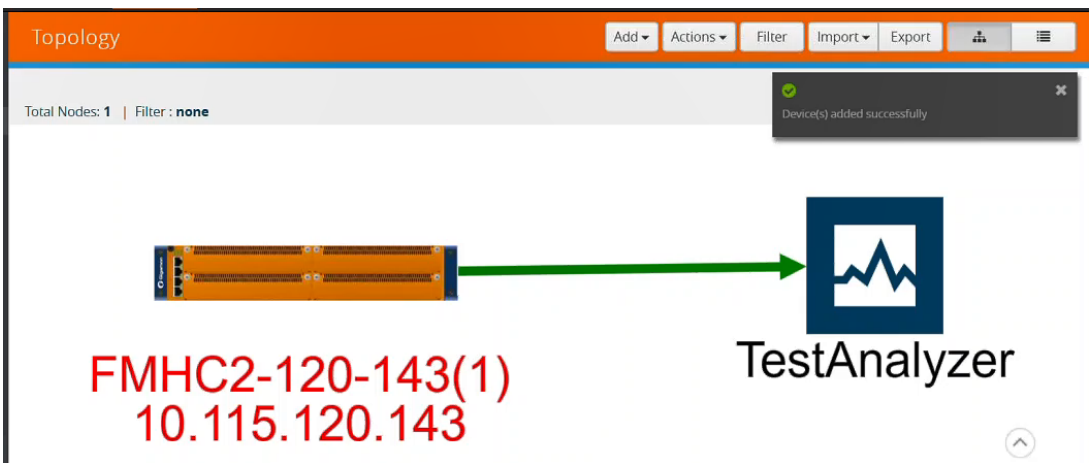 Topology
Add
Actions
Filter
Import
Export
Device(s) added successfully
Total Nodes: 1 | Filter : none
Gigamon
TestAnalyzer
FMHC2-120-143(1)
10.115.120.143